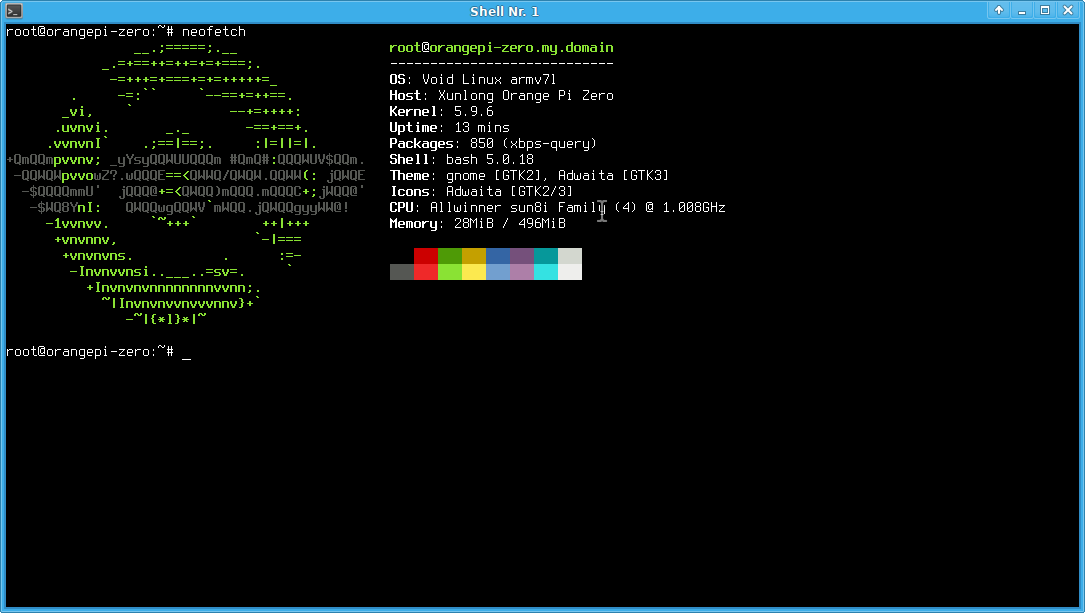 Shell Nr. 1
root@orangepi-zero:~# neofetch
root@orangepi-zero.my.domain
----------------------------
OS: Void Linux armv7l
Host: Xunlong Orange Pi Zero
Kernel: 5.9.6
Uptime: 13 mins
Packages: 850 (xbps-query)
Shell: bash 5.0.18
Theme: gnome [GTK2], Adwaita [GTK3]
Icons: Adwaita [GTK2/3]
CPU: Allwinner sun8i Family (4) @ 1.008GHz
Memory: 28MiB / 496MiB
root@orangepi-zero:~# _